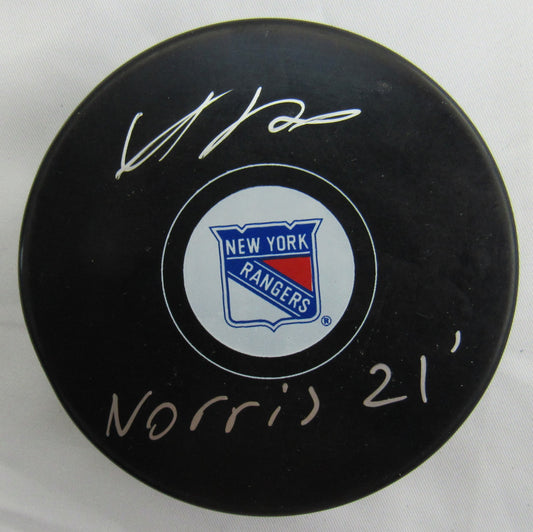 NEW YORK
RANGERS
®
Norris 21'